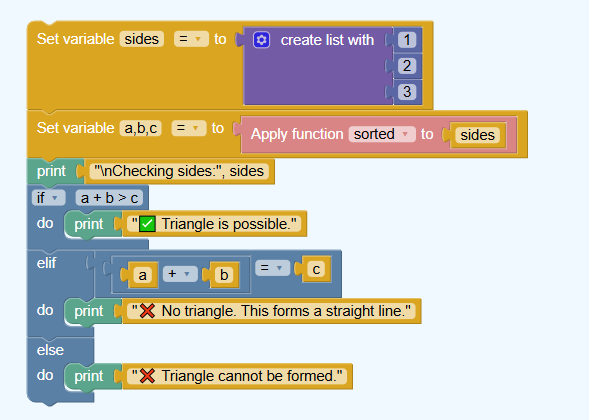 Set variable sides = to create list with 1
2
3
Set variable a,b,c = to Apply function sorted to sides
print "\nChecking sides:", sides
if a + b > c
do print "✅ Triangle is possible."
elif a + b = c
do print "❌ No triangle. This forms a straight line."
else
do print "❌ Triangle cannot be formed."